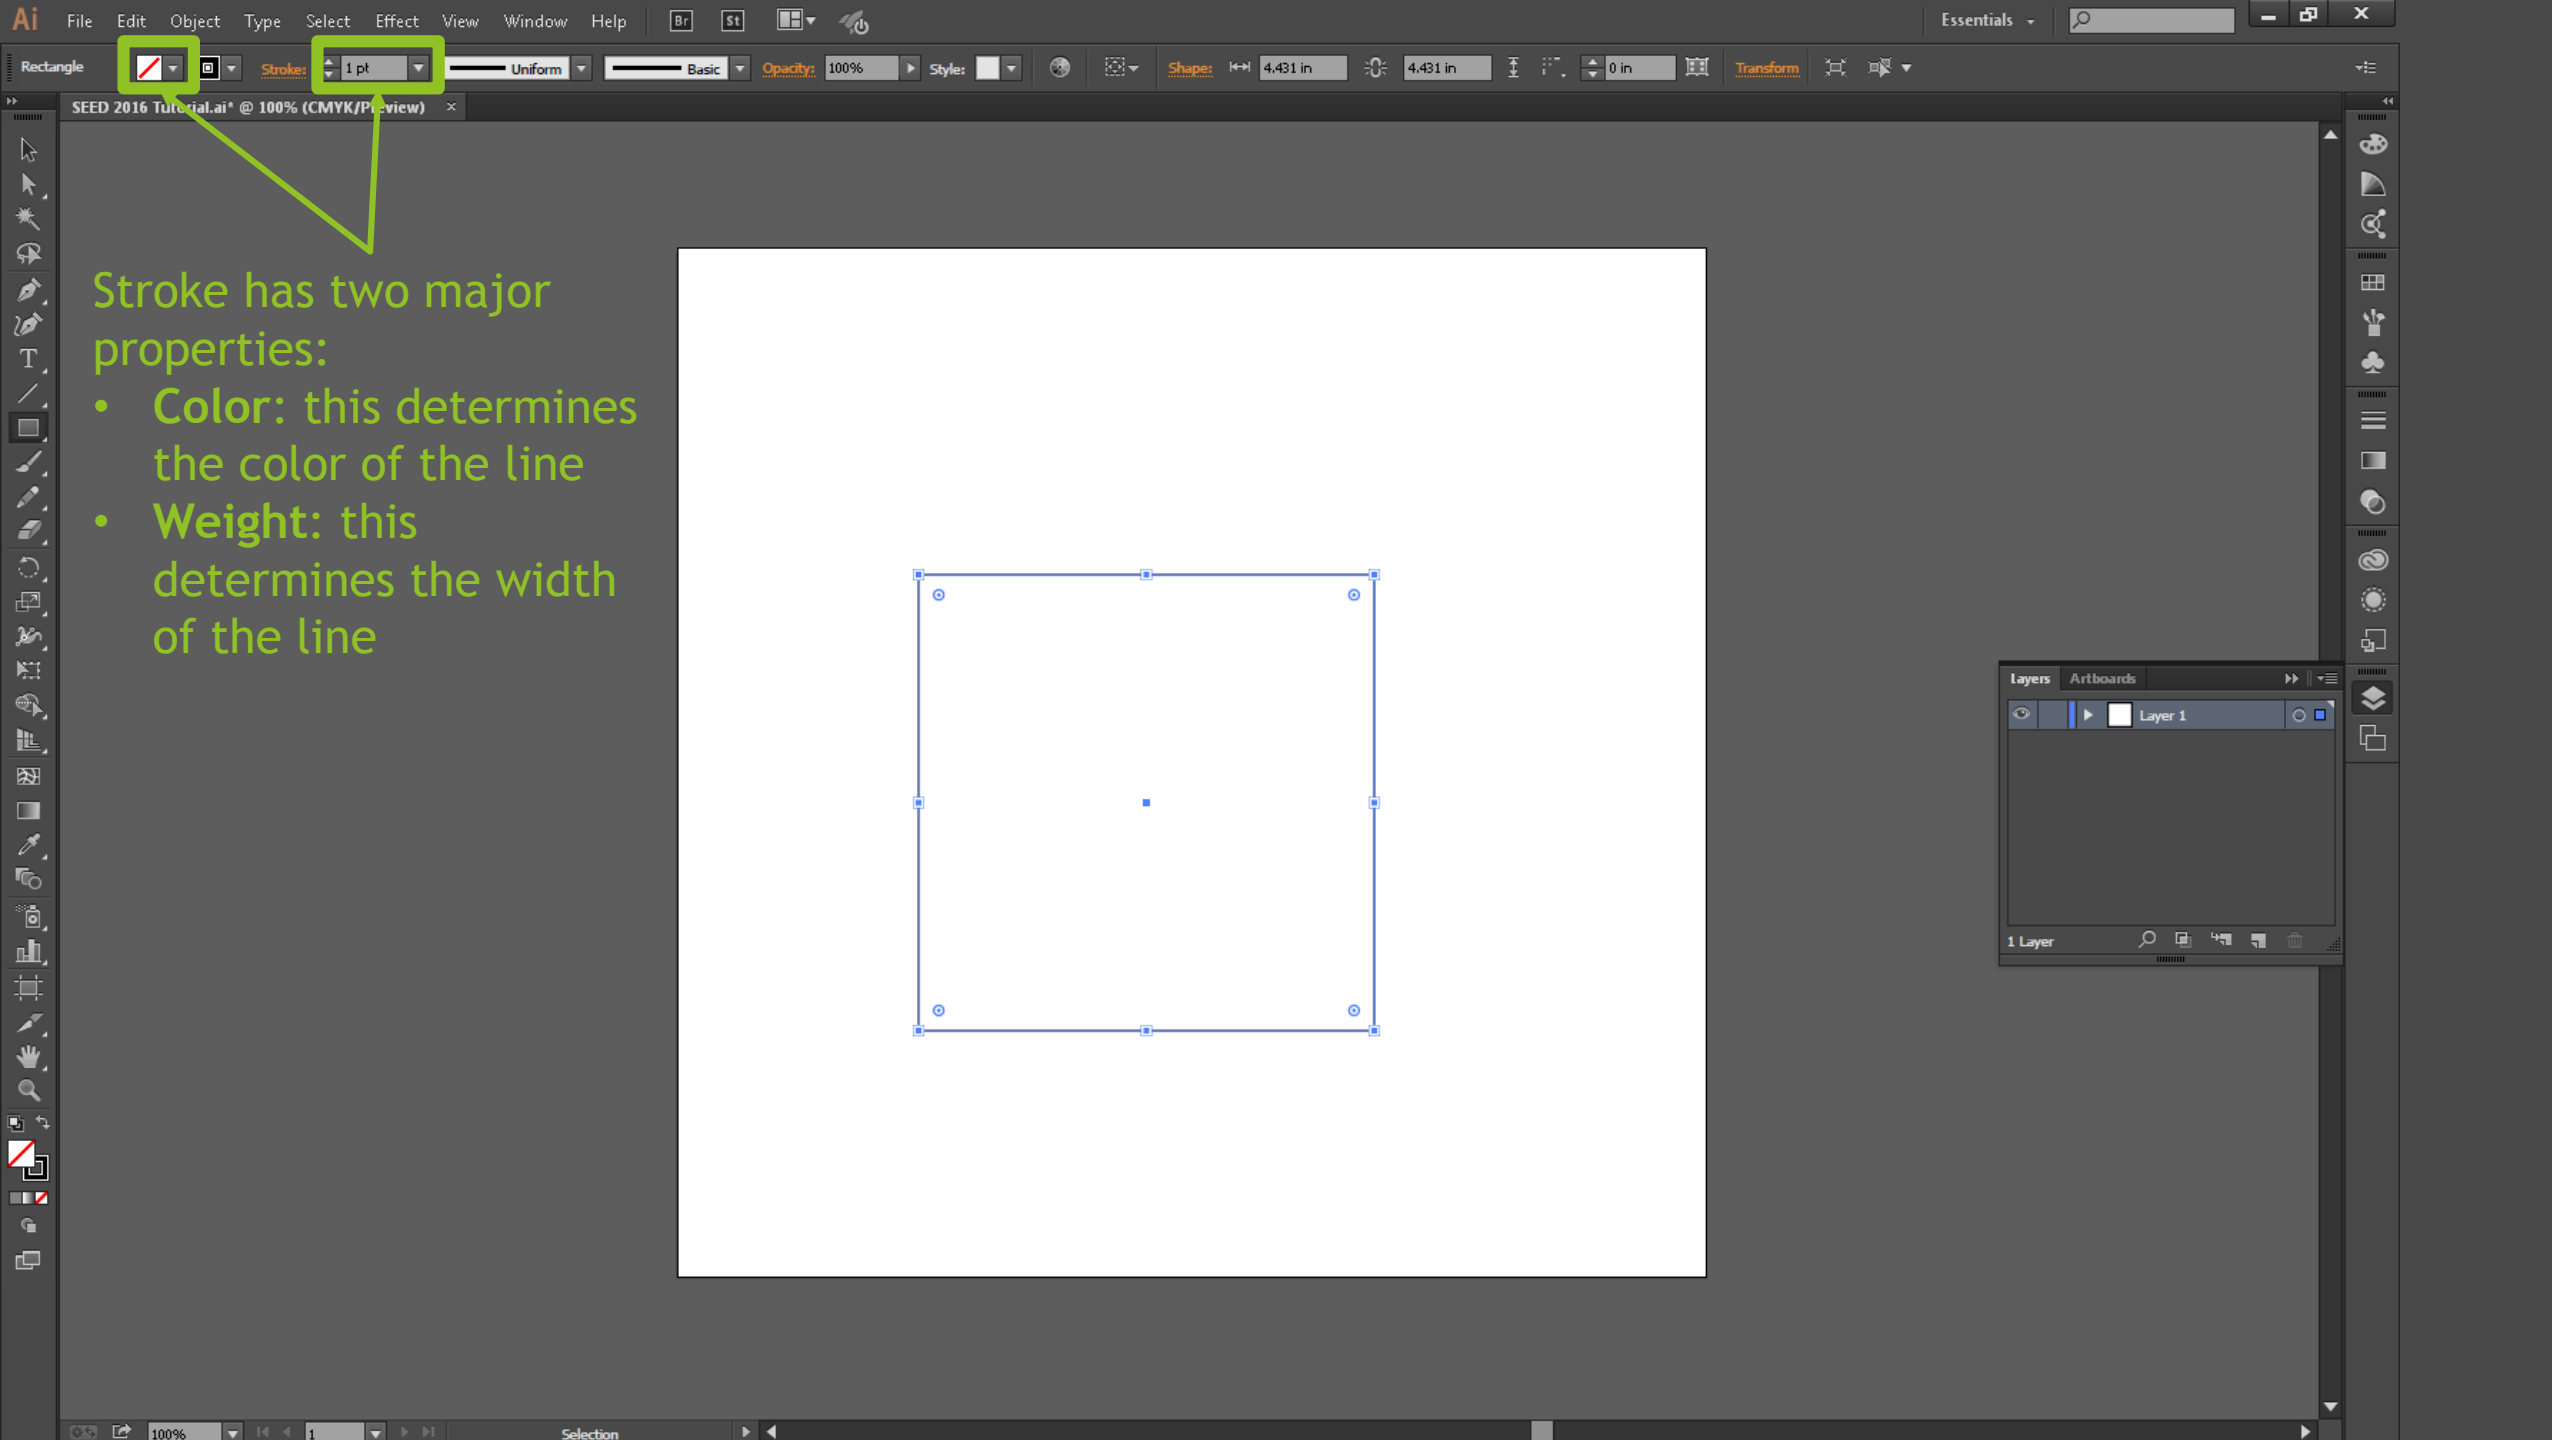 Ai File Edit Object Type Select Effect View Window Help Br St Essentials
Rectangle Stroke: 1 pt Uniform Basic Opacity: 100% Style: Shape: 4.431 in 4.431 in 0 in Transform
SEED 2016 Tutorial.ai* @ 100% (CMYK/Preview) ×
Stroke has two major
properties:
• Color: this determines
the color of the line
• Weight: this
determines the width
of the line
Layers Artboards
Layer 1
1 Layer
100% 1 Selection